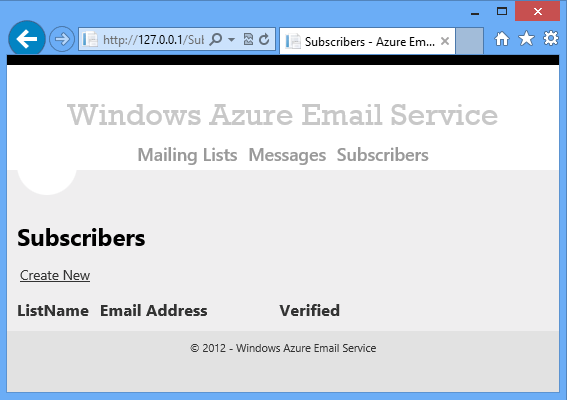 http://127.0.0.1/Sul
Subscribers - Azure Em...
Windows Azure Email Service
Mailing Lists Messages Subscribers
Subscribers
Create New
ListName Email Address Verified
© 2012 - Windows Azure Email Service